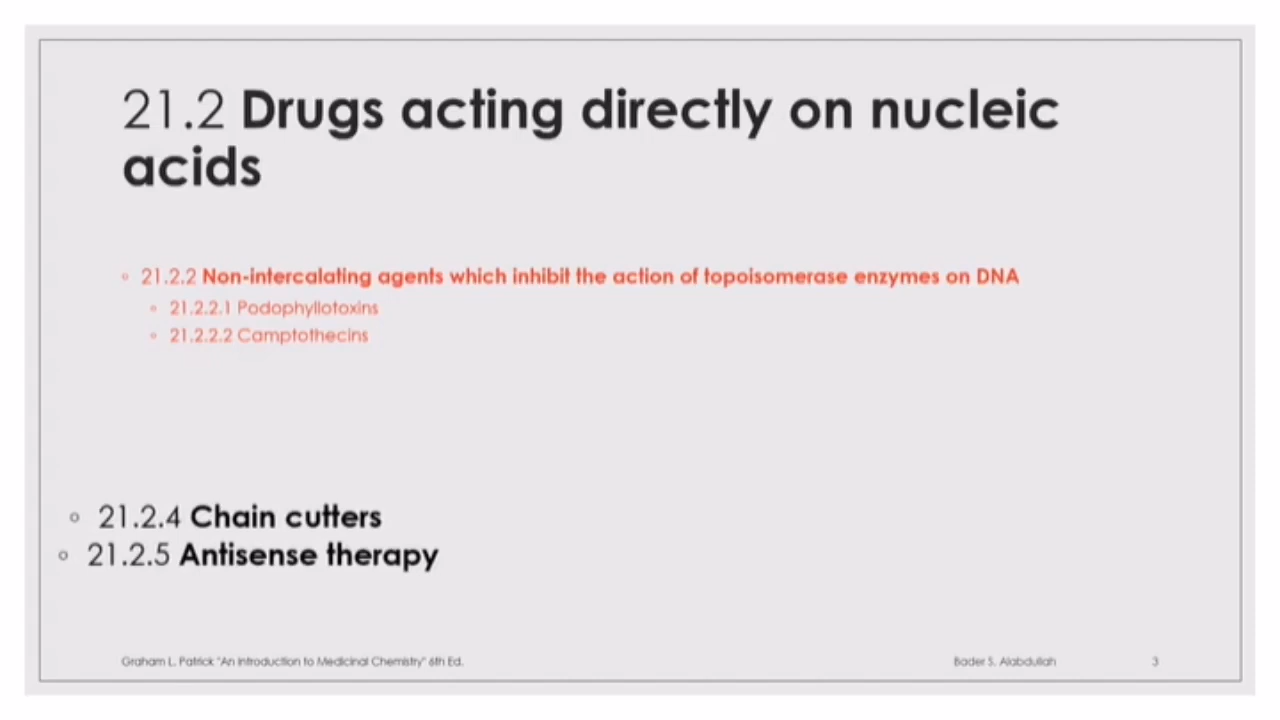 21.2 Drugs acting directly on nucleic
acids
◦ 21.2.2 Non-intercalating agents which inhibit the action of topoisomerase enzymes on DNA
◦ 21.2.2.1 Podophyllotoxins
◦ 21.2.2.2 Camptothecins
◦ 21.2.4 Chain cutters
◦ 21.2.5 Antisense therapy
Graham L. Patrick "An Introduction to Medicinal Chemistry" 6th Ed. Bader S. Alabdullah 3